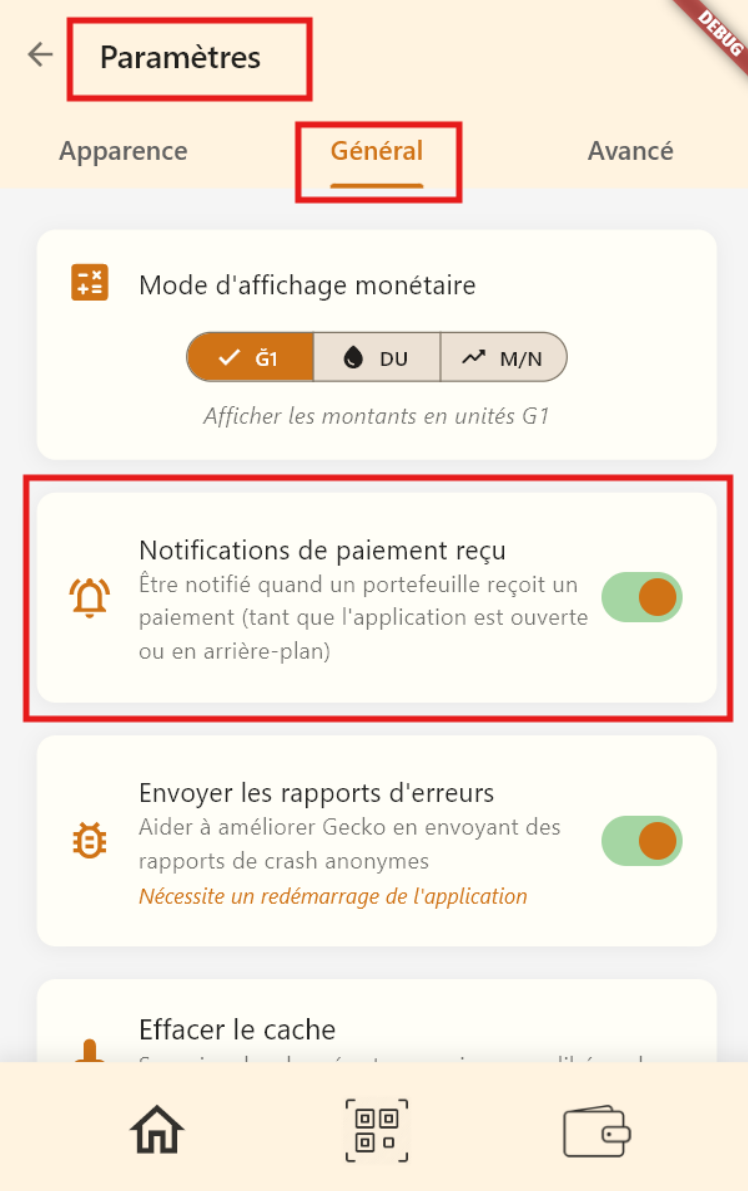 Paramètres
DEBUG
Apparence
Général
Avancé
Mode d'affichage monétaire
Ğ1
DU
M/N
Afficher les montants en unités G1
Notifications de paiement reçu
Être notifié quand un portefeuille reçoit un
paiement (tant que l'application est ouverte
ou en arrière-plan)
Envoyer les rapports d'erreurs
Aider à améliorer Gecko en envoyant des
rapports de crash anonymes
Nécessite un redémarrage de l'application
Effacer le cache